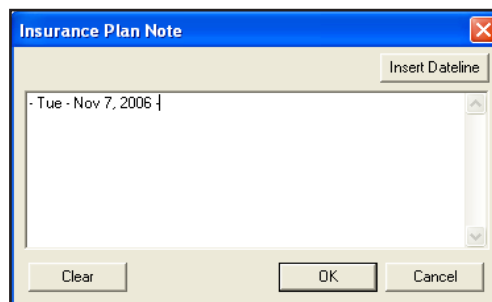 Insurance Plan Note
Insert Dateline
- Tue - Nov 7, 2006 -
Clear OK Cancel